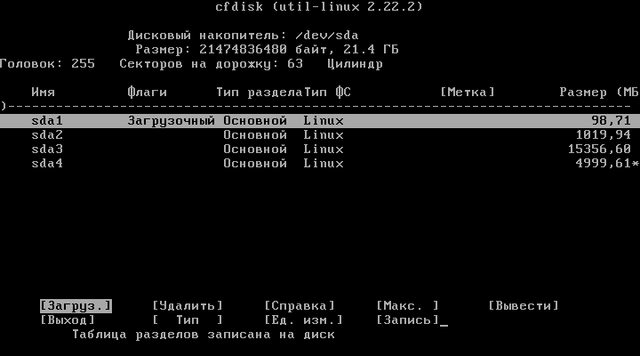 cfdisk (util-linux 2.22.2)
Дисковый накопитель: /dev/sda
Размер: 21474836480 байт, 21.4 ГБ
Головок: 255 Секторов на дорожку: 63 Цилиндр
Имя Флаги Тип разделаТип ФС [Метка] Размер (МБ
)------------------------------------------------------------------------------
sda1 Загрузочный Основной Linux 98,71
sda2 Основной Linux 1019,94
sda3 Основной Linux 15356,60
sda4 Основной Linux 4999,61*
[Загруз.] [Удалить] [Справка] [Макс. ] [Вывести]
[Выход] [ Тип ] [Ед. изм.] [Запись]_
Таблица разделов записана на диск